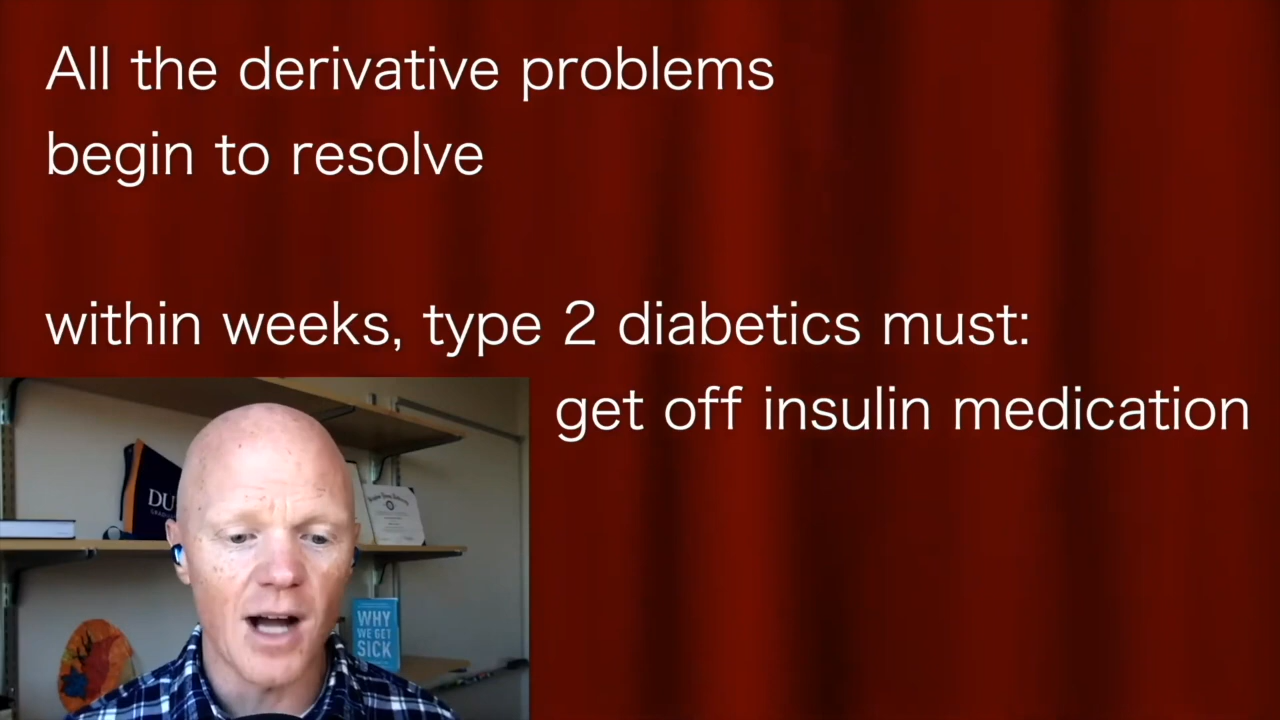 All the derivative problems
begin to resolve
within weeks, type 2 diabetics must:
get off insulin medication
DU
WHY
WE GET
SICK